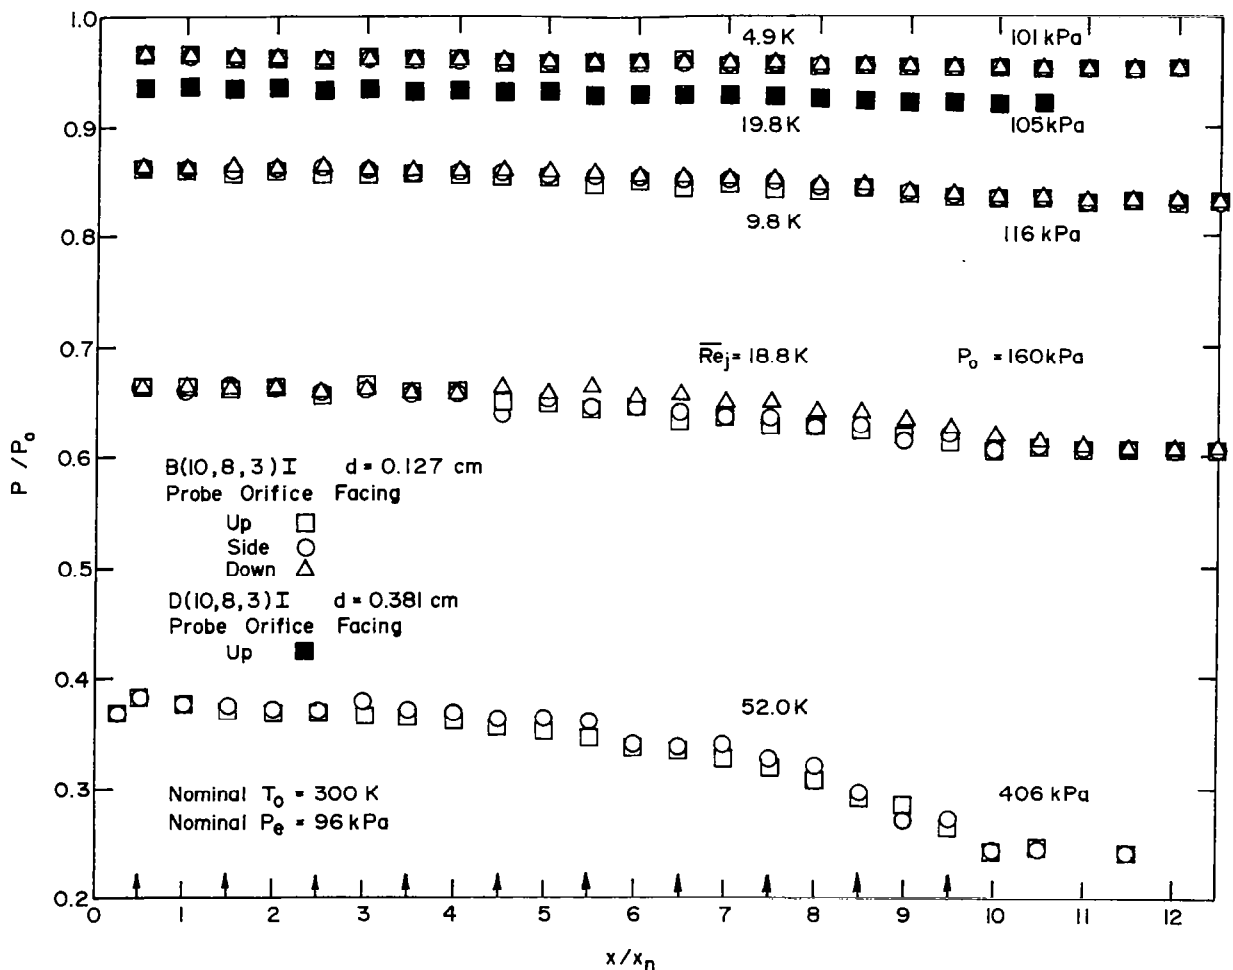 1.0
4.9 K 101 kPa
0.9
19.8 K 105 kPa
0.8
9.8 K 116 kPa
0.7
R̅e̅ⱼ = 18.8 K Pₒ = 160 kPa
P / Pₒ
0.6
B(10,8,3)I d = 0.127 cm
Probe Orifice Facing
Up
Side
0.5
Down
D(10,8,3)I d = 0.381 cm
Probe Orifice Facing
Up
0.4
52.0 K
0.3
Nominal Tₒ = 300 K 406 kPa
Nominal Pₑ = 96 kPa
0.2
0 1 2 3 4 5 6 7 8 9 10 11 12
x/xₙ